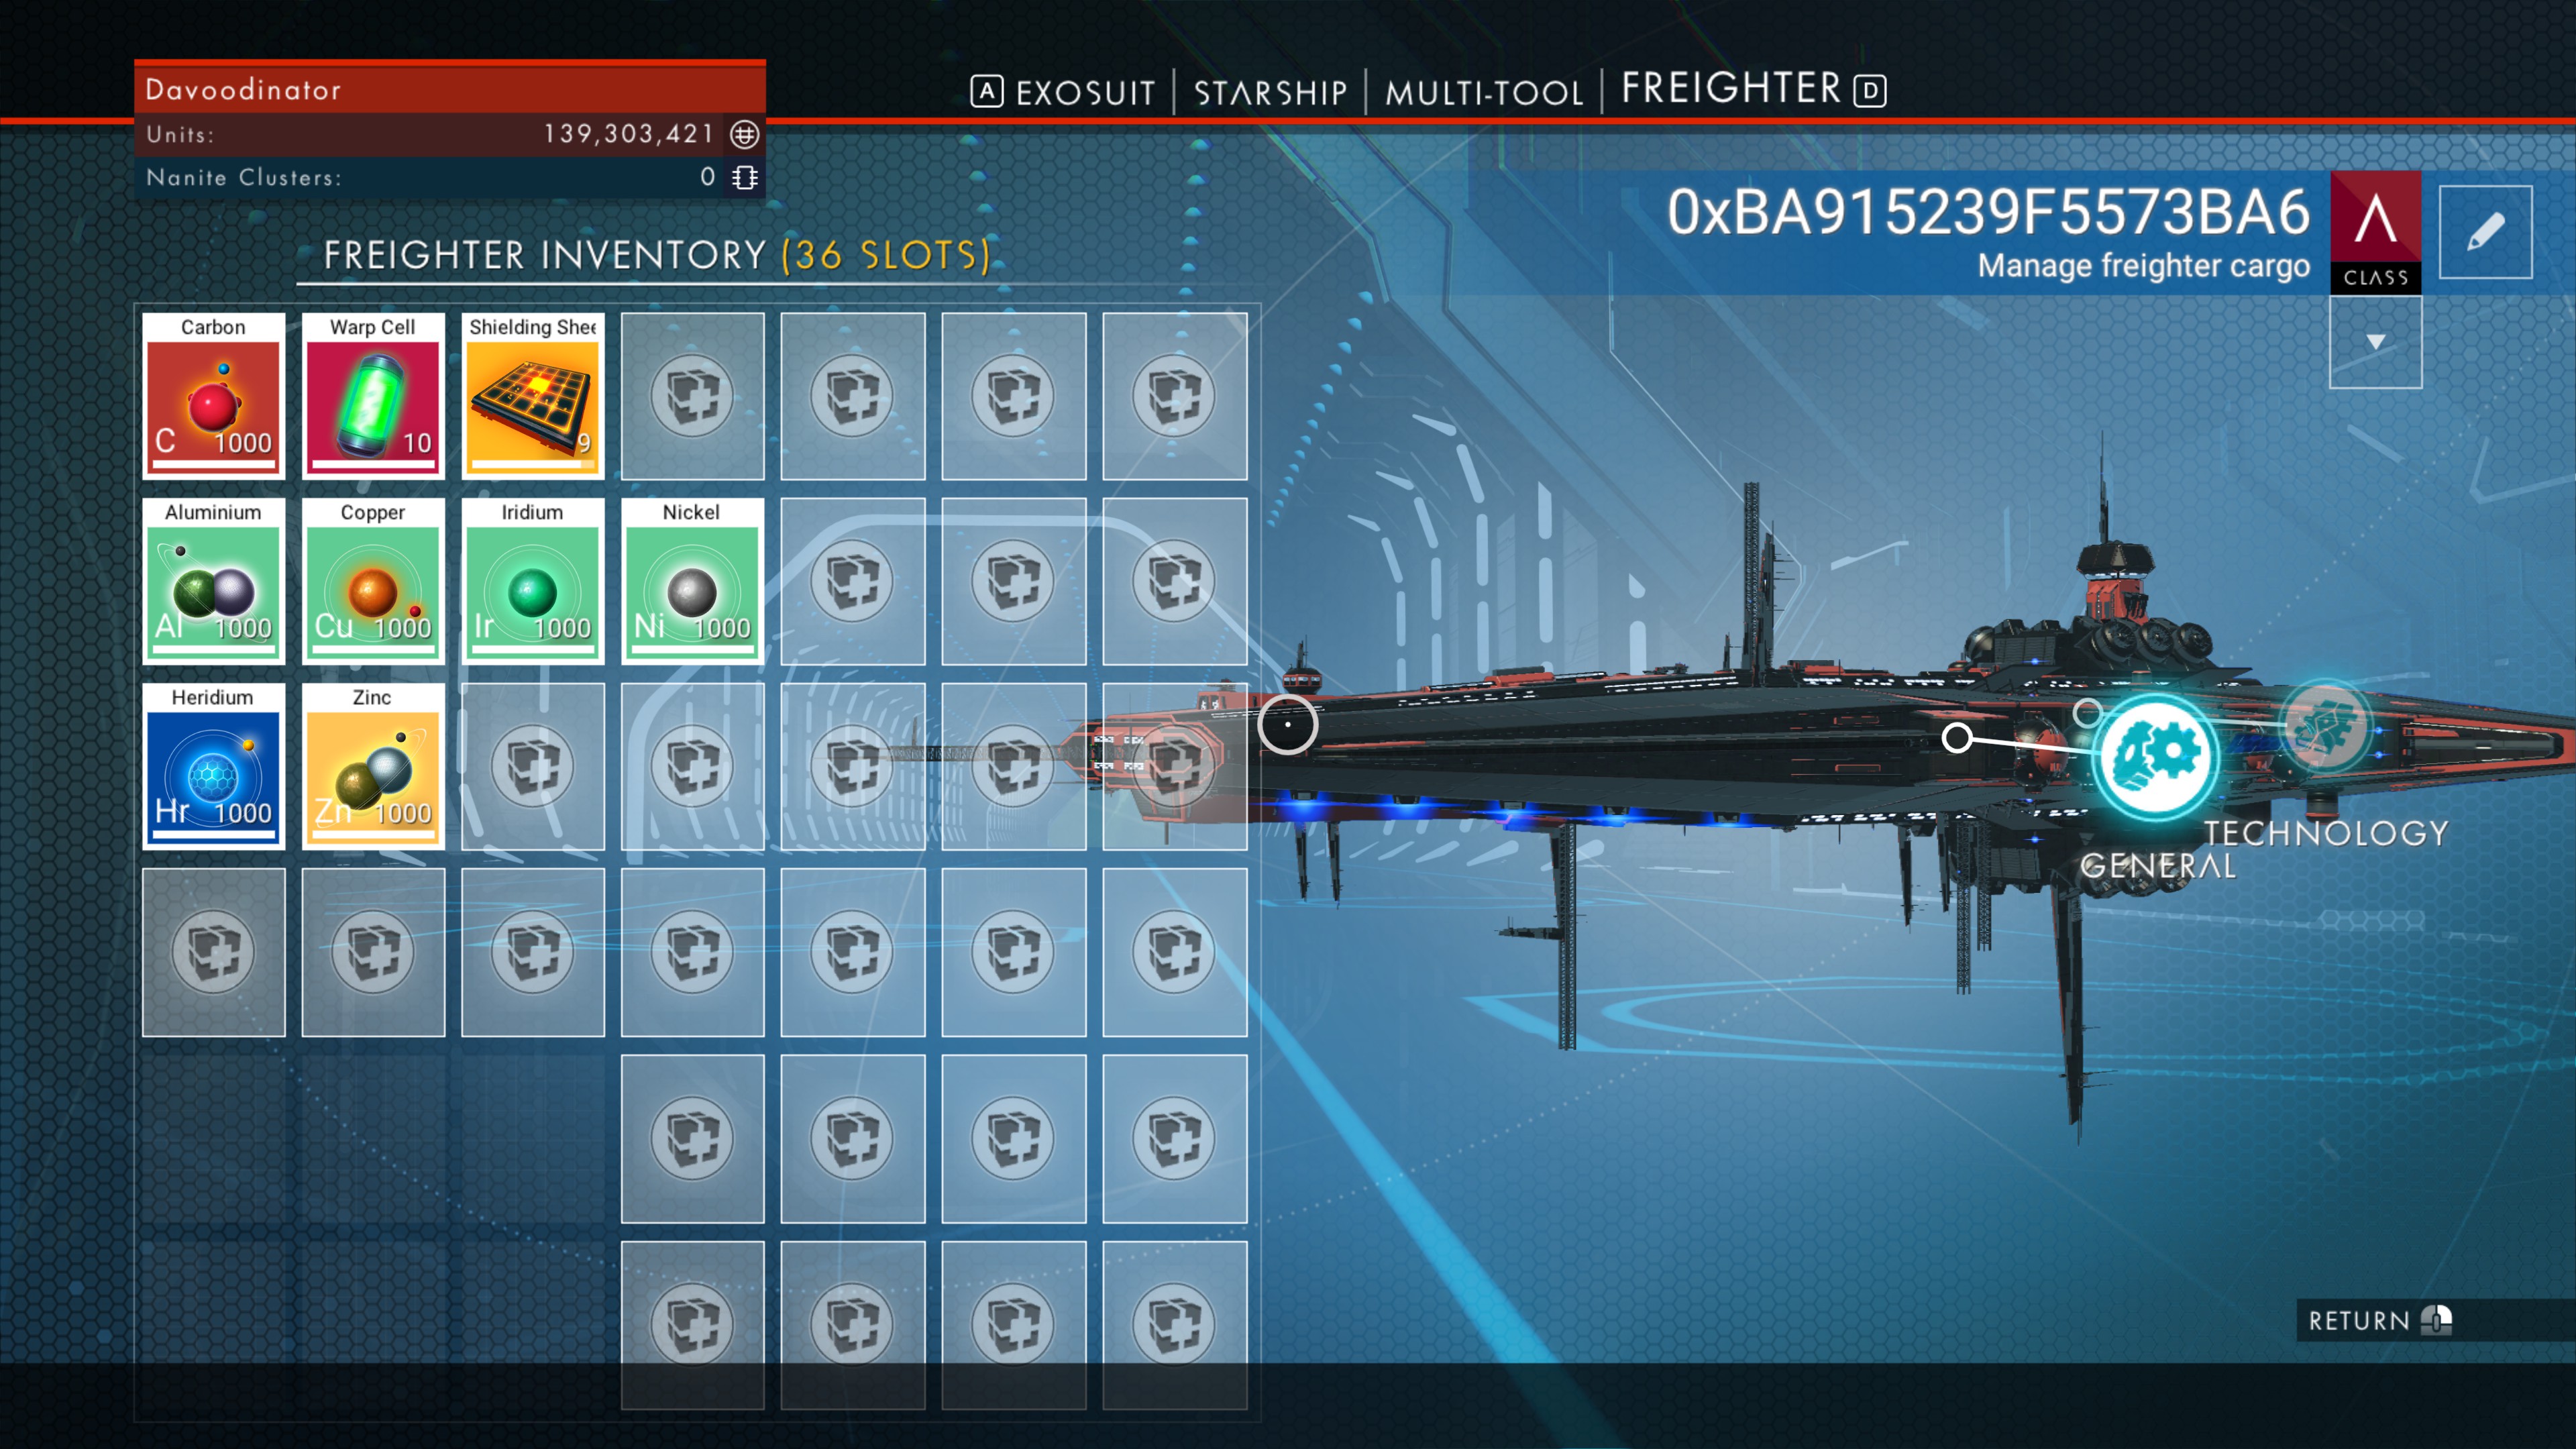 Davoodinator
Units: 139,303,421
Nanite Clusters: 0
A EXOSUIT STARSHIP MULTI-TOOL FREIGHTER D
0xBA915239F5573BA6
Manage freighter cargo
A
CLASS
FREIGHTER INVENTORY (36 SLOTS)
Carbon Warp Cell Shielding Shee
C 1000 10 9
Aluminium Copper Iridium Nickel
Al 1000 Cu 1000 Ir 1000 Ni 1000
Heridium Zinc
Hr 1000 Zn 1000
TECHNOLOGY
GENERAL
RETURN